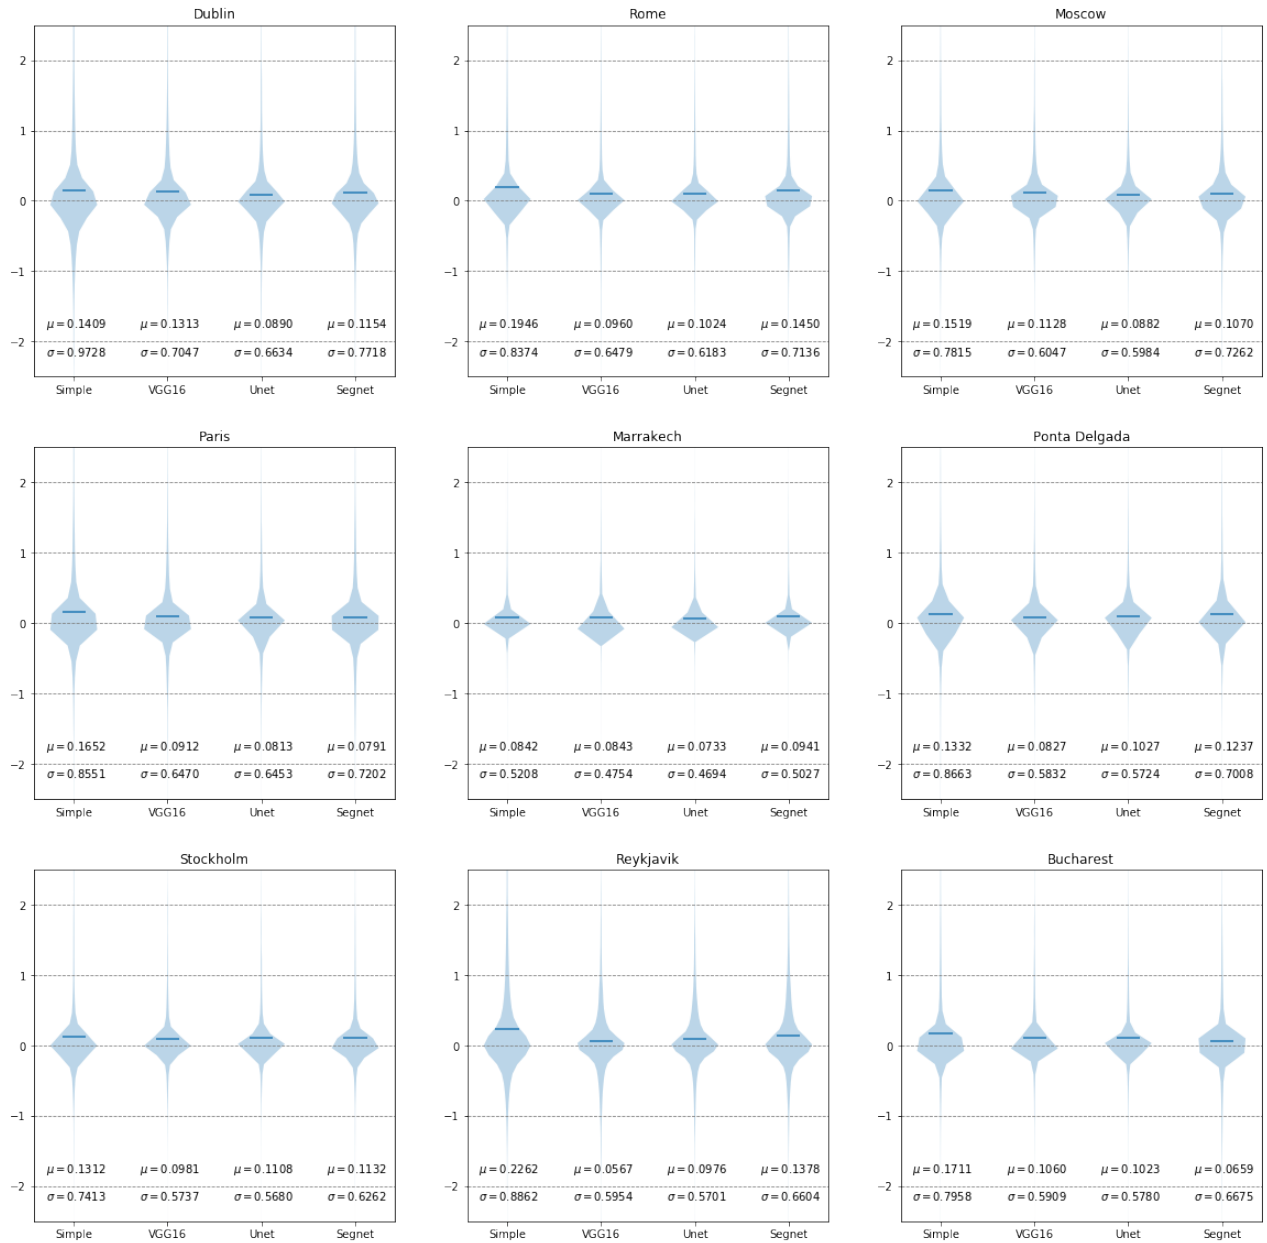 Dublin
2
1
0
−1
−2
μ = 0.1409 μ = 0.1313 μ = 0.0890 μ = 0.1154
σ = 0.9728 σ = 0.7047 σ = 0.6634 σ = 0.7718
Simple VGG16 Unet Segnet
Rome
2
1
0
−1
−2
μ = 0.1946 μ = 0.0960 μ = 0.1024 μ = 0.1450
σ = 0.8374 σ = 0.6479 σ = 0.6183 σ = 0.7136
Simple VGG16 Unet Segnet
Moscow
2
1
0
−1
−2
μ = 0.1519 μ = 0.1128 μ = 0.0882 μ = 0.1070
σ = 0.7815 σ = 0.6047 σ = 0.5984 σ = 0.7262
Simple VGG16 Unet Segnet
Paris
2
1
0
−1
−2
μ = 0.1652 μ = 0.0912 μ = 0.0813 μ = 0.0791
σ = 0.8551 σ = 0.6470 σ = 0.6453 σ = 0.7202
Simple VGG16 Unet Segnet
Marrakech
2
1
0
−1
−2
μ = 0.0842 μ = 0.0843 μ = 0.0733 μ = 0.0941
σ = 0.5208 σ = 0.4754 σ = 0.4694 σ = 0.5027
Simple VGG16 Unet Segnet
Ponta Delgada
2
1
0
−1
−2
μ = 0.1332 μ = 0.0827 μ = 0.1027 μ = 0.1237
σ = 0.8663 σ = 0.5832 σ = 0.5724 σ = 0.7008
Simple VGG16 Unet Segnet
Stockholm
2
1
0
−1
−2
μ = 0.1312 μ = 0.0981 μ = 0.1108 μ = 0.1132
σ = 0.7413 σ = 0.5737 σ = 0.5680 σ = 0.6262
Simple VGG16 Unet Segnet
Reykjavik
2
1
0
−1
−2
μ = 0.2262 μ = 0.0567 μ = 0.0976 μ = 0.1378
σ = 0.8862 σ = 0.5954 σ = 0.5701 σ = 0.6604
Simple VGG16 Unet Segnet
Bucharest
2
1
0
−1
−2
μ = 0.1711 μ = 0.1060 μ = 0.1023 μ = 0.0659
σ = 0.7958 σ = 0.5909 σ = 0.5780 σ = 0.6675
Simple VGG16 Unet Segnet